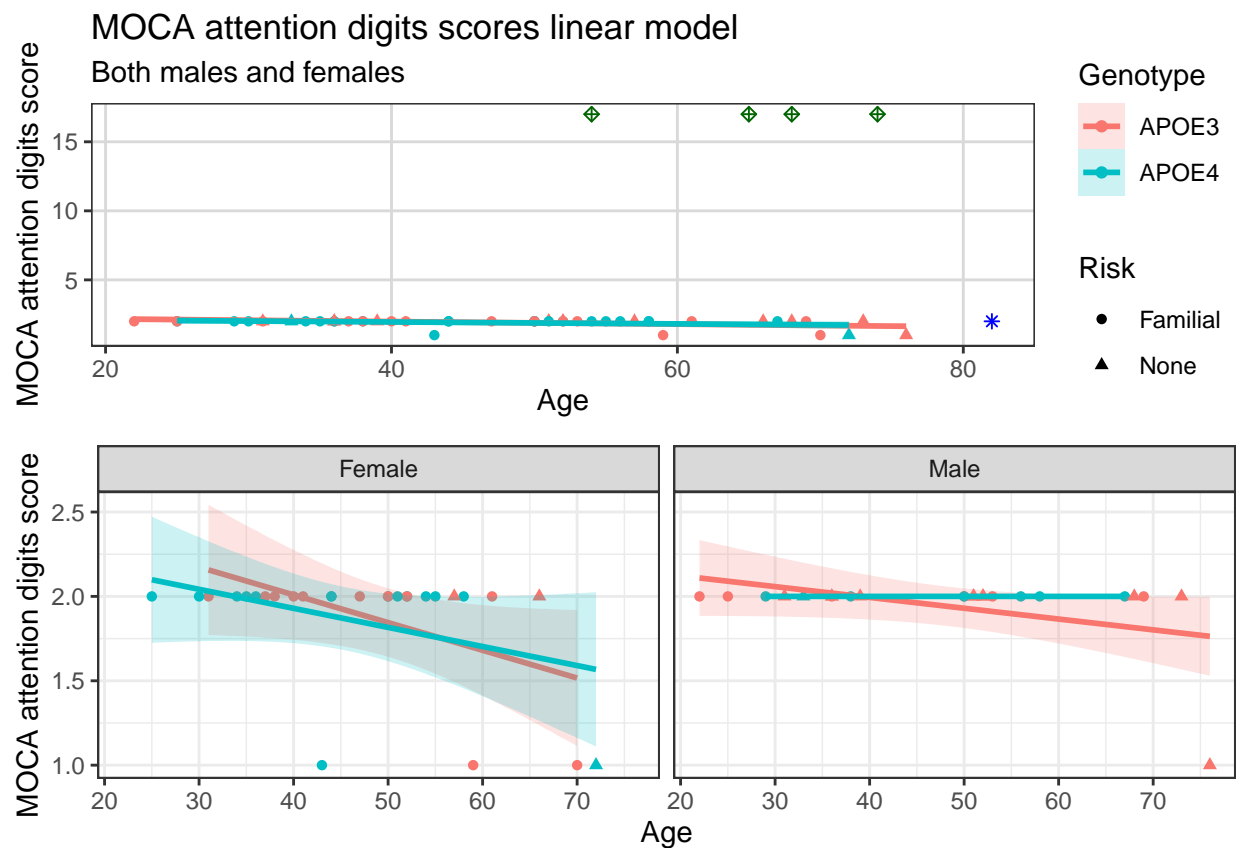 MOCA attention digits scores linear model
Both males and females
MOCA attention digits score
15
10
5
20
40
60
80
Age
Genotype
APOE3
APOE4
Risk
Familial
None
Female
Male
MOCA attention digits score
2.5
2.0
1.5
1.0
20
30
40
50
60
70
20
30
40
50
60
70
Age